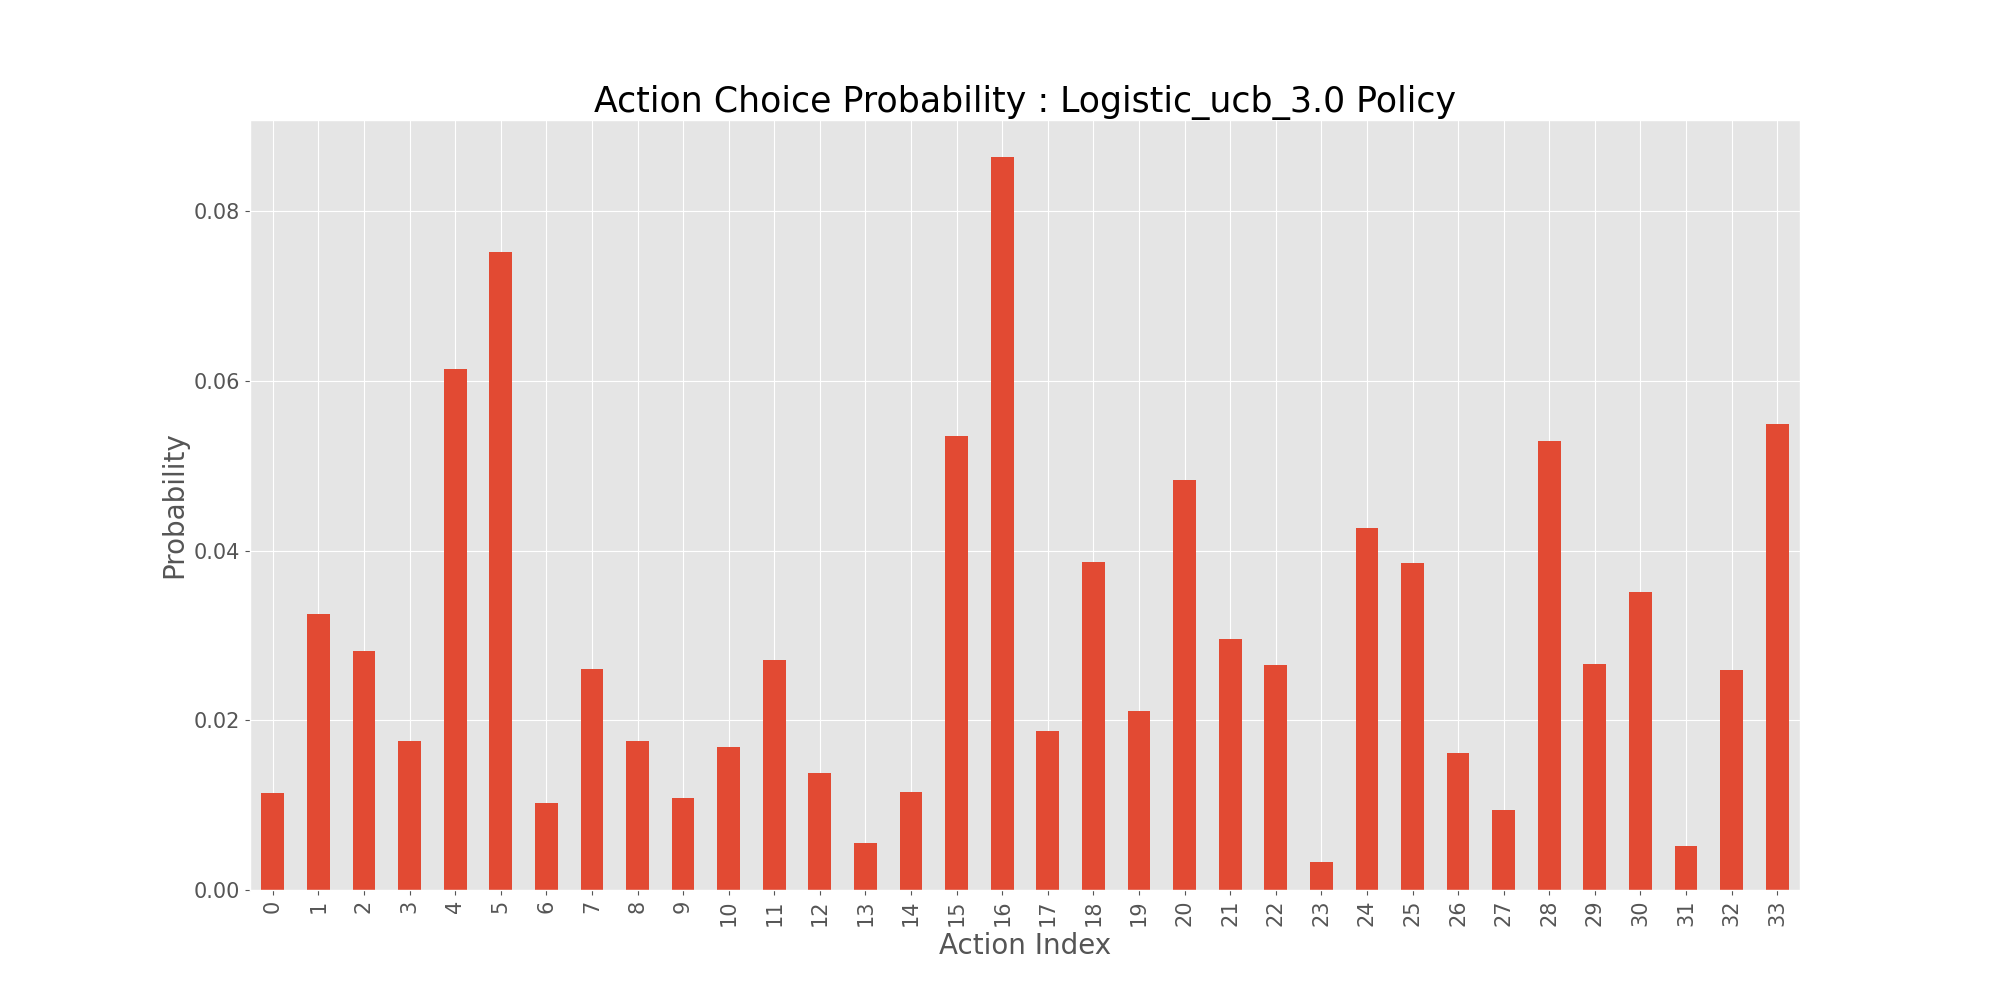 Action Choice Probability : Logistic_ucb_3.0 Policy
Probability
0.08
0.06
0.04
0.02
0.00
0 1 2 3 4 5 6 7 8 9 10 11 12 13 14 15 16 17 18 19 20 21 22 23 24 25 26 27 28 29 30 31 32 33
Action Index